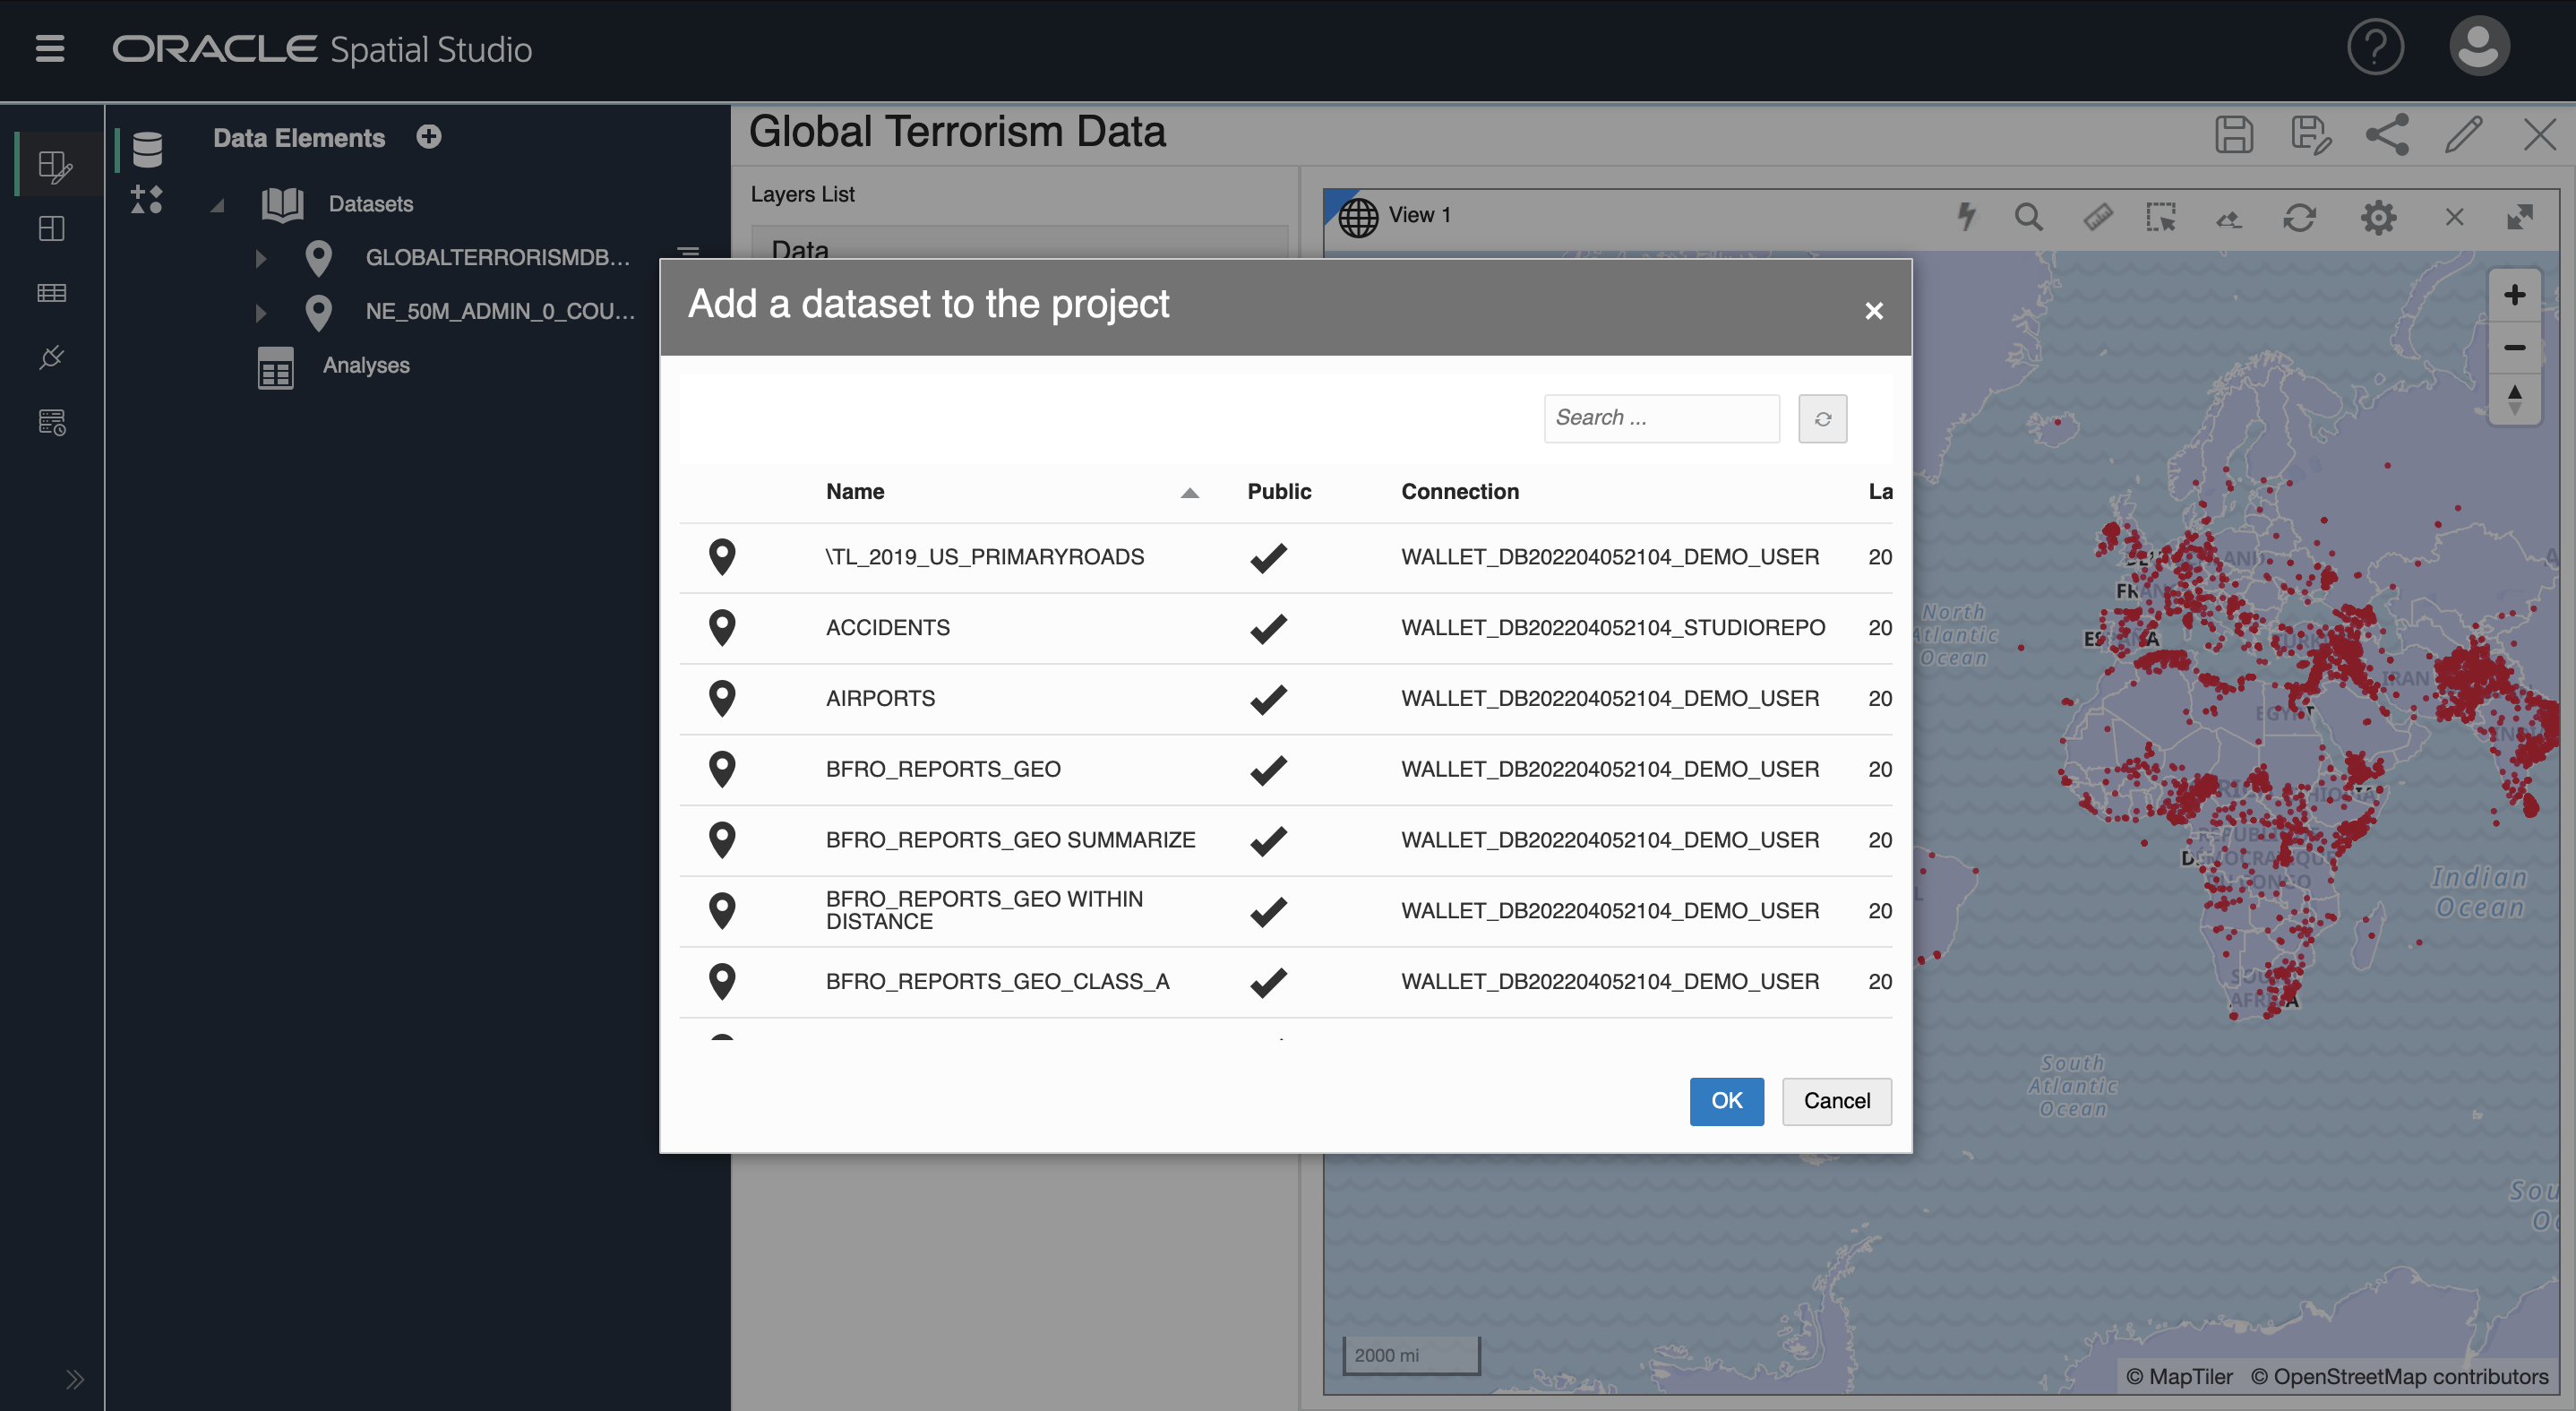 ORACLE Spatial Studio
Data Elements
Datasets
GLOBALTERRORISMDB...
NE_50M_ADMIN_0_COU...
Analyses
Global Terrorism Data
Layers List
Data
View 1
Add a dataset to the project
Search ...
Name Public Connection La
\TL_2019_US_PRIMARYROADS WALLET_DB202204052104_DEMO_USER 20
ACCIDENTS WALLET_DB202204052104_STUDIOREPO 20
AIRPORTS WALLET_DB202204052104_DEMO_USER 20
BFRO_REPORTS_GEO WALLET_DB202204052104_DEMO_USER 20
BFRO_REPORTS_GEO SUMMARIZE WALLET_DB202204052104_DEMO_USER 20
BFRO_REPORTS_GEO WITHIN
DISTANCE WALLET_DB202204052104_DEMO_USER 20
BFRO_REPORTS_GEO_CLASS_A WALLET_DB202204052104_DEMO_USER 20
OK Cancel
North
Atlantic
Ocean
IRAN
Indian
Ocean
South
Atlantic
Ocean
2000 mi
© MapTiler © OpenStreetMap contributors